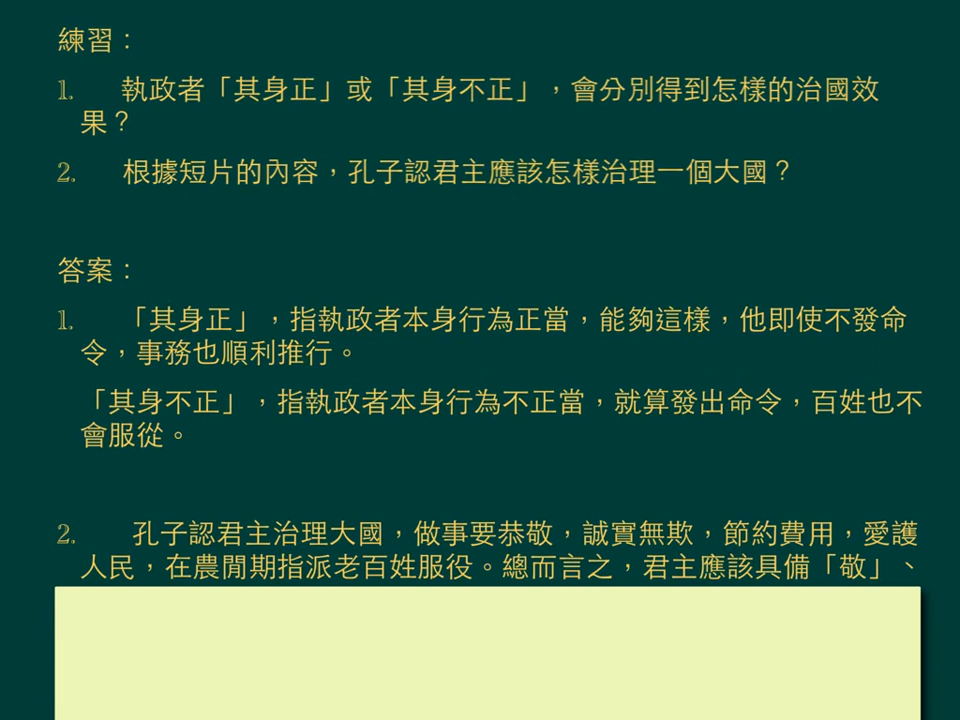 練習：
1. 執政者「其身正」或「其身不正」，會分別得到怎樣的治國效
果？
2. 根據短片的內容，孔子認君主應該怎樣治理一個大國？
答案：
1. 「其身正」，指執政者本身行為正當，能夠這樣，他即使不發命
令，事務也順利推行。
「其身不正」，指執政者本身行為不正當，就算發出命令，百姓也不
會服從。
2. 孔子認君主治理大國，做事要恭敬，誠實無欺，節約費用，愛護
人民，在農閒期指派老百姓服役。總而言之，君主應該具備「敬」、